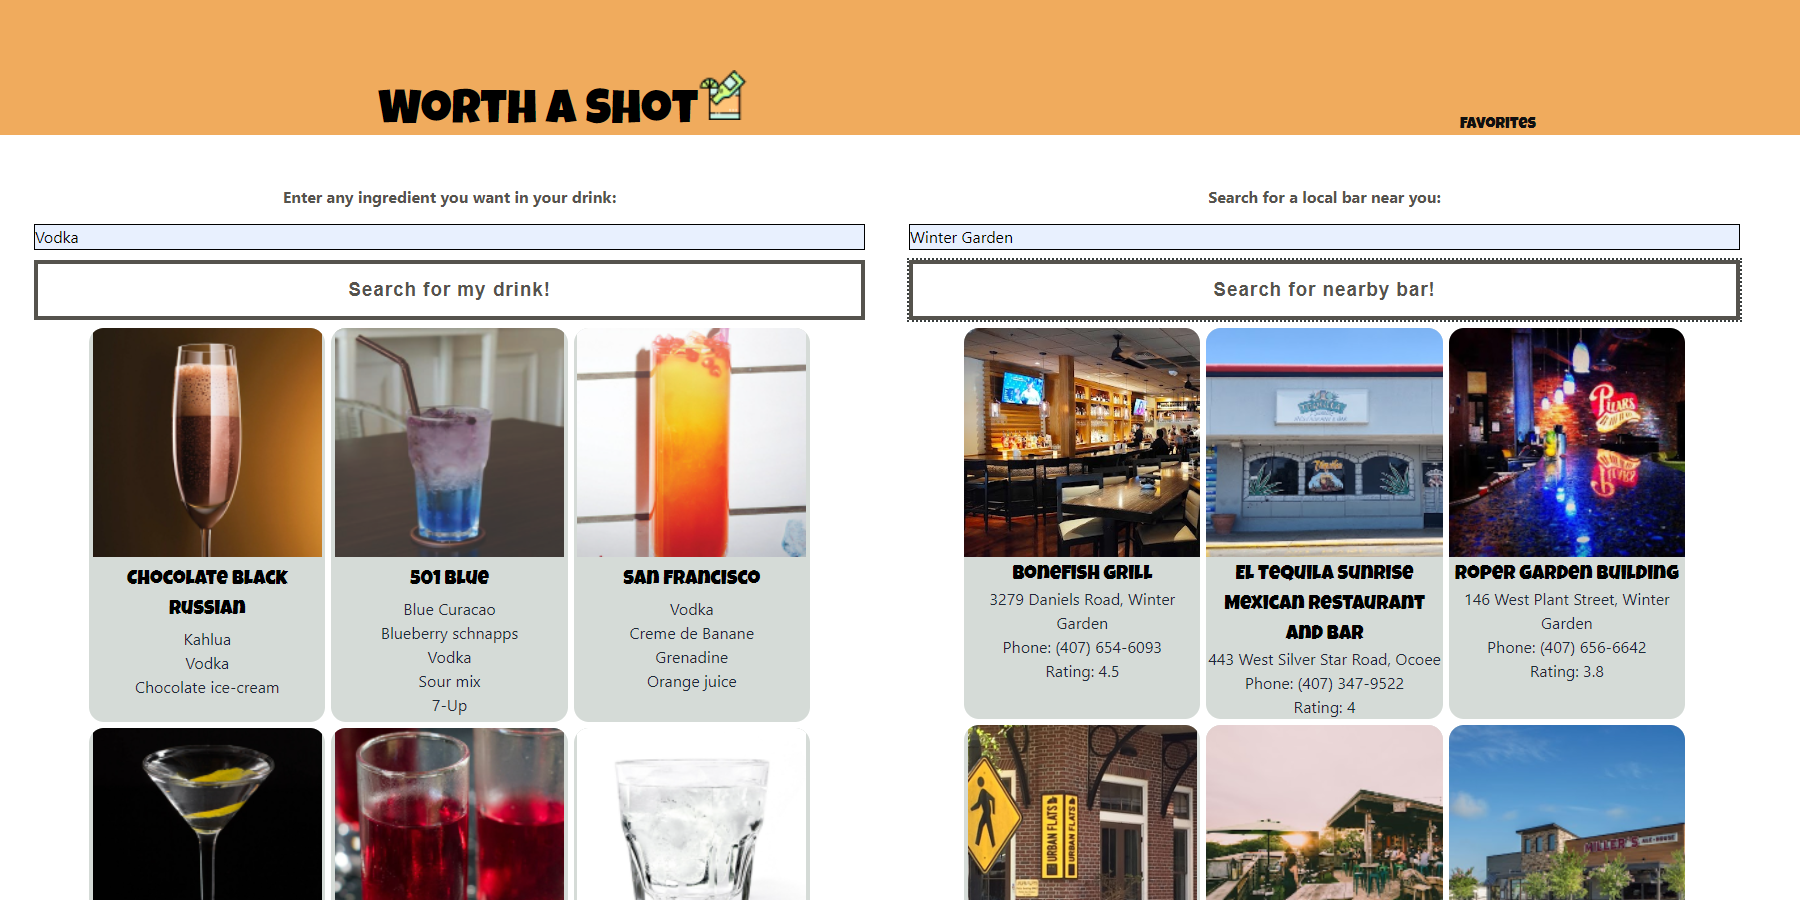 WORTH A SHOT
FAVORITES
Enter any ingredient you want in your drink:
Vodka
Search for my drink!
CHOCOLATE BLACK
RUSSIAN
Kahlua
Vodka
Chocolate ice-cream
501 BLUE
Blue Curacao
Blueberry schnapps
Vodka
Sour mix
7-Up
SAN FRANCISCO
Vodka
Creme de Banane
Grenadine
Orange juice
Search for a local bar near you:
Winter Garden
Search for nearby bar!
BONEFISH GRILL
3279 Daniels Road, Winter
Garden
Phone: (407) 654-6093
Rating: 4.5
EL TEQUILA SUNRISE
MEXICAN RESTAURANT
AND BAR
443 West Silver Star Road, Ocoee
Phone: (407) 347-9522
Rating: 4
PILARS
ROPER GARDEN BUILDING
146 West Plant Street, Winter
Garden
Phone: (407) 656-6642
Rating: 3.8
URBAN FLATS
URBAN FLATS
MILLER'S ALE HOUSE